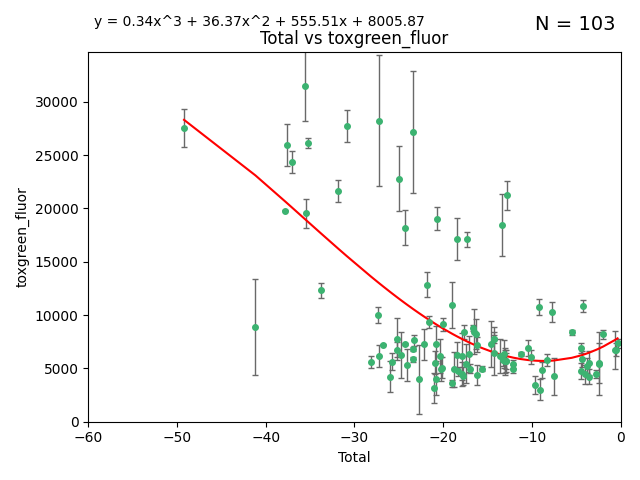 y = 0.34x^3 + 36.37x^2 + 555.51x + 8005.87
N = 103
Total vs toxgreen_fluor
toxgreen_fluor
30000
25000
20000
15000
10000
5000
0
−60
−50
−40
−30
−20
−10
0
Total